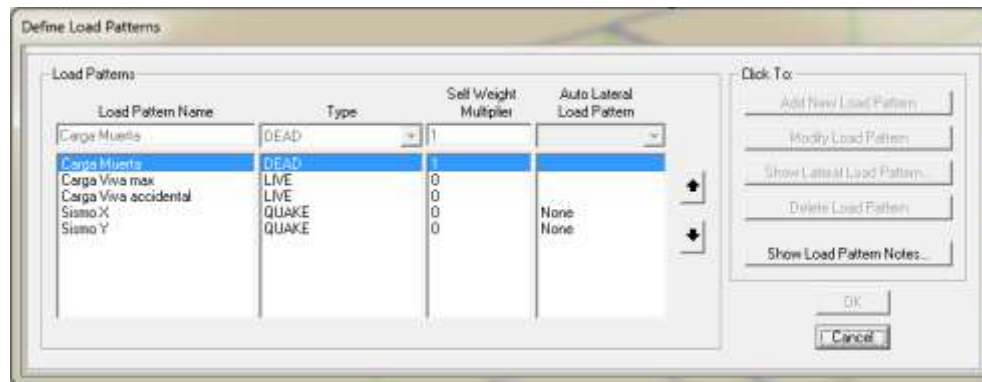 Define Load Patterns
Load Patterns
Click To:
Load Pattern Name Type Self Weight Multiplier Auto Lateral Load Pattern
Carga Muerta DEAD 1
Carga Muerta DEAD 1
Carga Viva max LIVE 0
Carga Viva accidental LIVE 0
Sismo X QUAKE 0 None
Sismo Y QUAKE 0 None
Add New Load Pattern
Modify Load Pattern
Show Lateral Load Pattern...
Delete Load Pattern
Show Load Pattern Notes...
OK
Cancel